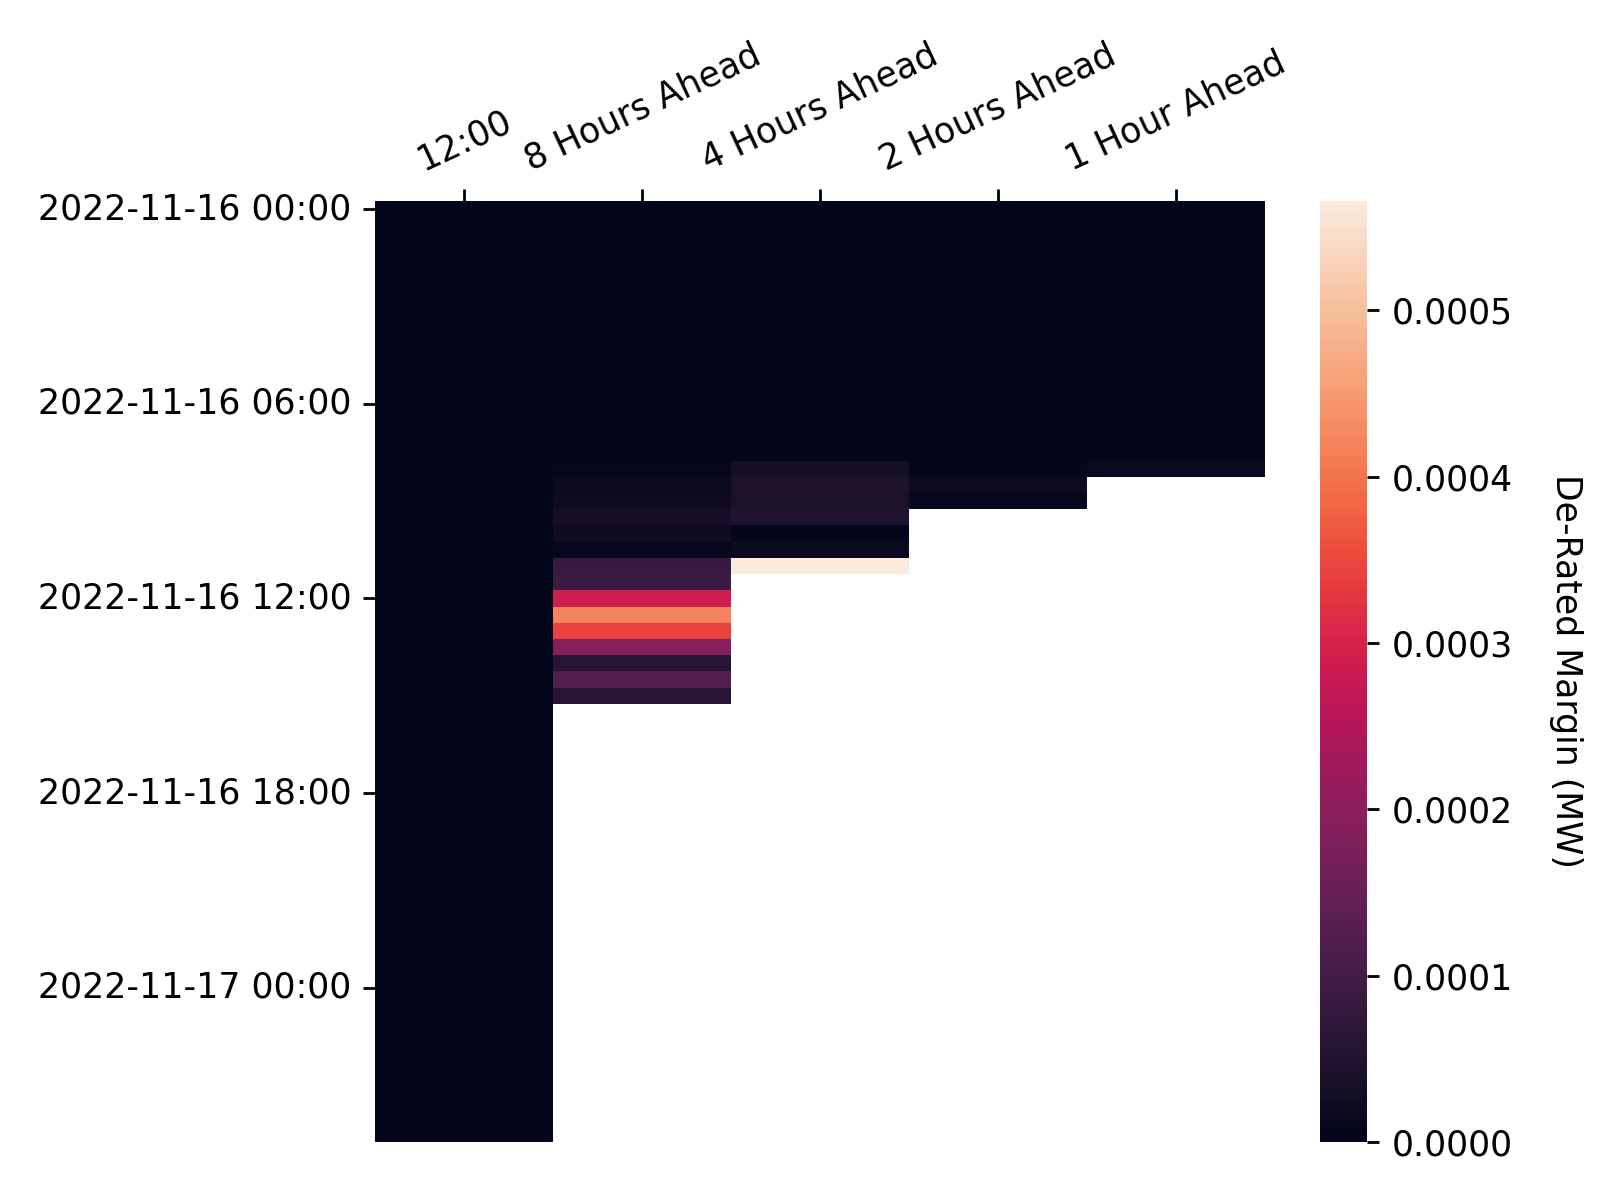 12:00
8 Hours Ahead
4 Hours Ahead
2 Hours Ahead
1 Hour Ahead
2022-11-16 00:00
2022-11-16 06:00
2022-11-16 12:00
2022-11-16 18:00
2022-11-17 00:00
0.0005
0.0004
0.0003
0.0002
0.0001
0.0000
De-Rated Margin (MW)